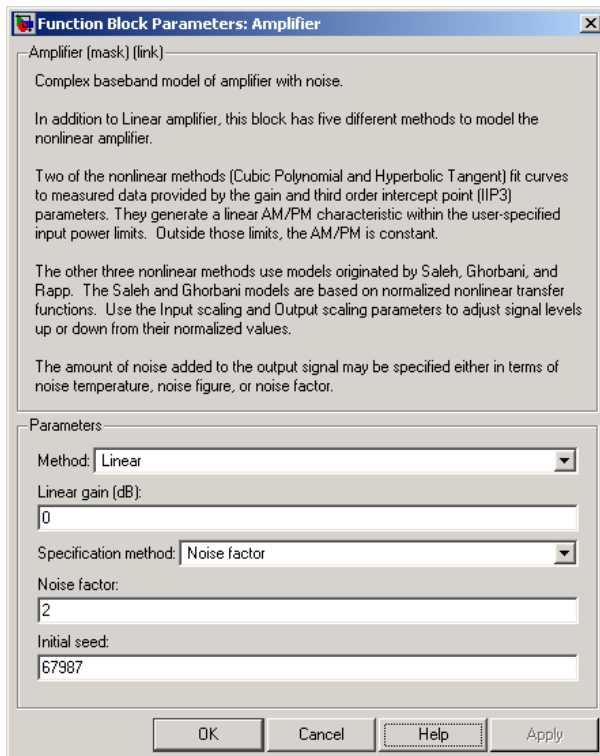 Function Block Parameters: Amplifier
Amplifier (mask) (link)
Complex baseband model of amplifier with noise.
In addition to Linear amplifier, this block has five different methods to model the
nonlinear amplifier.
Two of the nonlinear methods (Cubic Polynomial and Hyperbolic Tangent) fit curves
to measured data provided by the gain and third order intercept point (IIP3)
parameters. They generate a linear AM/PM characteristic within the user-specified
input power limits.  Outside those limits, the AM/PM is constant.
The other three nonlinear methods use models originated by Saleh, Ghorbani, and
Rapp.  The Saleh and Ghorbani models are based on normalized nonlinear transfer
functions.  Use the Input scaling and Output scaling parameters to adjust signal levels
up or down from their normalized values.
The amount of noise added to the output signal may be specified either in terms of
noise temperature, noise figure, or noise factor.
Parameters
Method: Linear
Linear gain (dB):
0
Specification method: Noise factor
Noise factor:
2
Initial seed:
67987
OK Cancel Help Apply